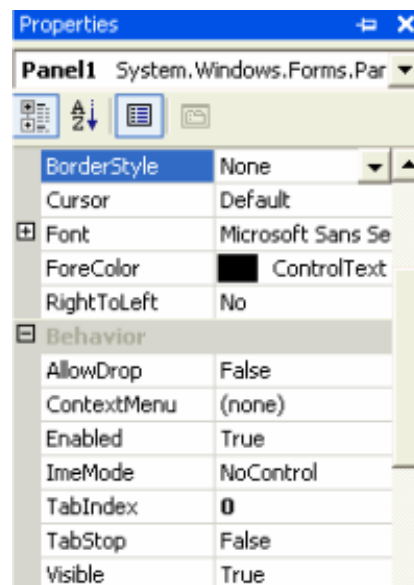 Properties
Panel1 System.Windows.Forms.Par
BorderStyle None
Cursor Default
Font Microsoft Sans Se
ForeColor ControlText
RightToLeft No
Behavior
AllowDrop False
ContextMenu (none)
Enabled True
ImeMode NoControl
TabIndex 0
TabStop False
Visible True